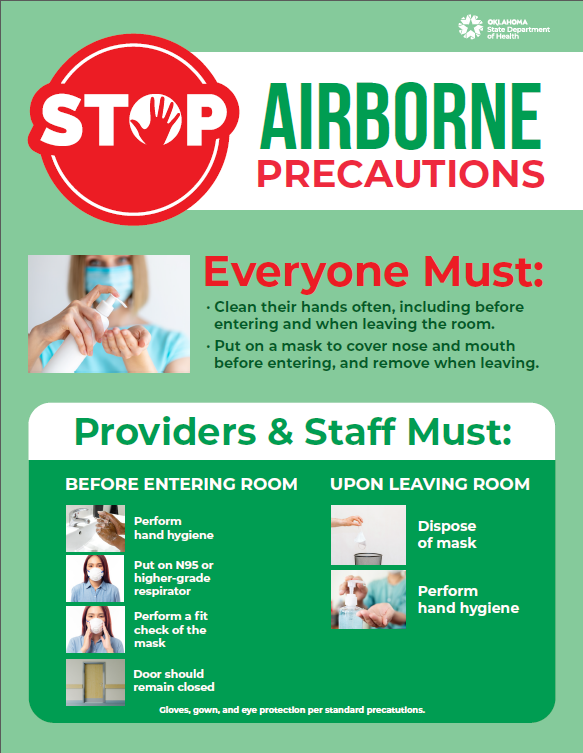 OKLAHOMA
State Department
of Health
STOP
AIRBORNE
PRECAUTIONS
Everyone Must:
· Clean their hands often, including before
entering and when leaving the room.
· Put on a mask to cover nose and mouth
before entering, and remove when leaving.
Providers & Staff Must:
BEFORE ENTERING ROOM
Perform
hand hygiene
Put on N95 or
higher-grade
respirator
Perform a fit
check of the
mask
Door should
remain closed
UPON LEAVING ROOM
Dispose
of mask
Perform
hand hygiene
Gloves, gown, and eye protection per standard precatutions.